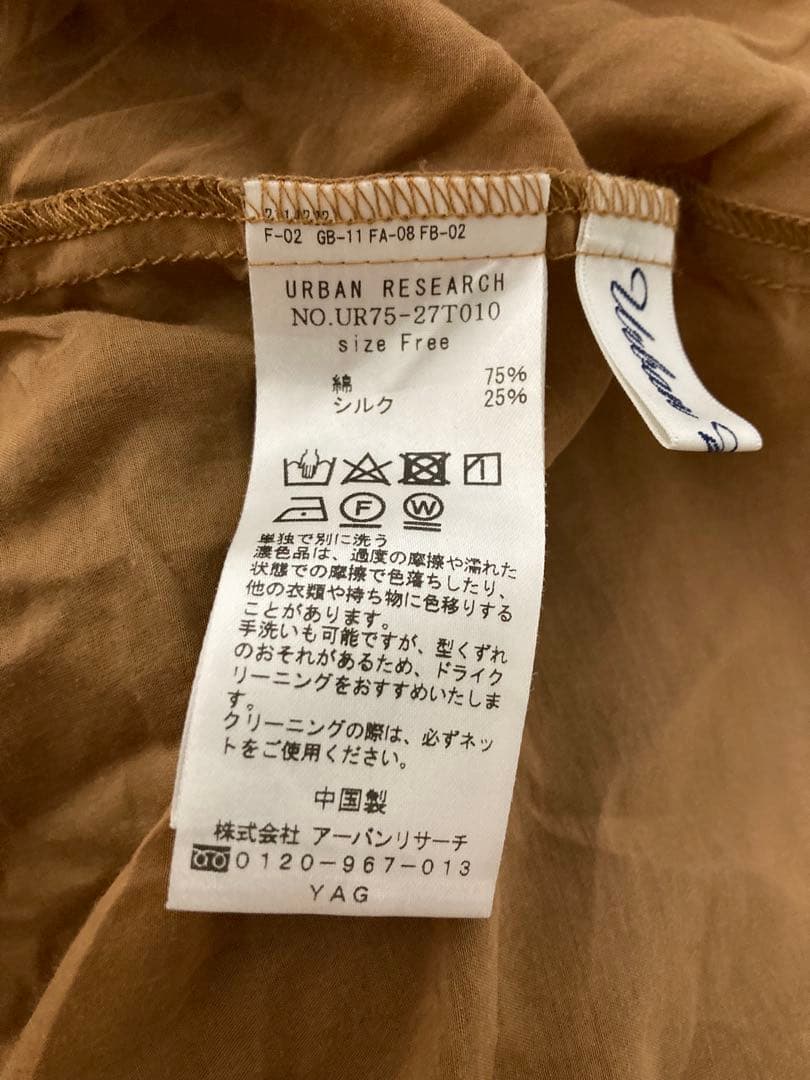 F-02 GB-11 FA-08 FB-02
URBAN RESEARCH
NO.UR75-27T010
size Free
綿 75%
シルク 25%
F W
単独で別に洗う
濃色品は、過度の摩擦や濡れた
状態での摩擦で色落ちしたり、
他の衣類や持ち物に色移りする
ことがあります。
手洗いも可能ですが、型くずれ
のおそれがあるため、ドライク
リーニングをおすすめいたしま
す。
クリーニングの際は、必ずネッ
トをご使用ください。
中国製
株式会社 アーバンリサーチ
0120-967-013
YAG
Urban